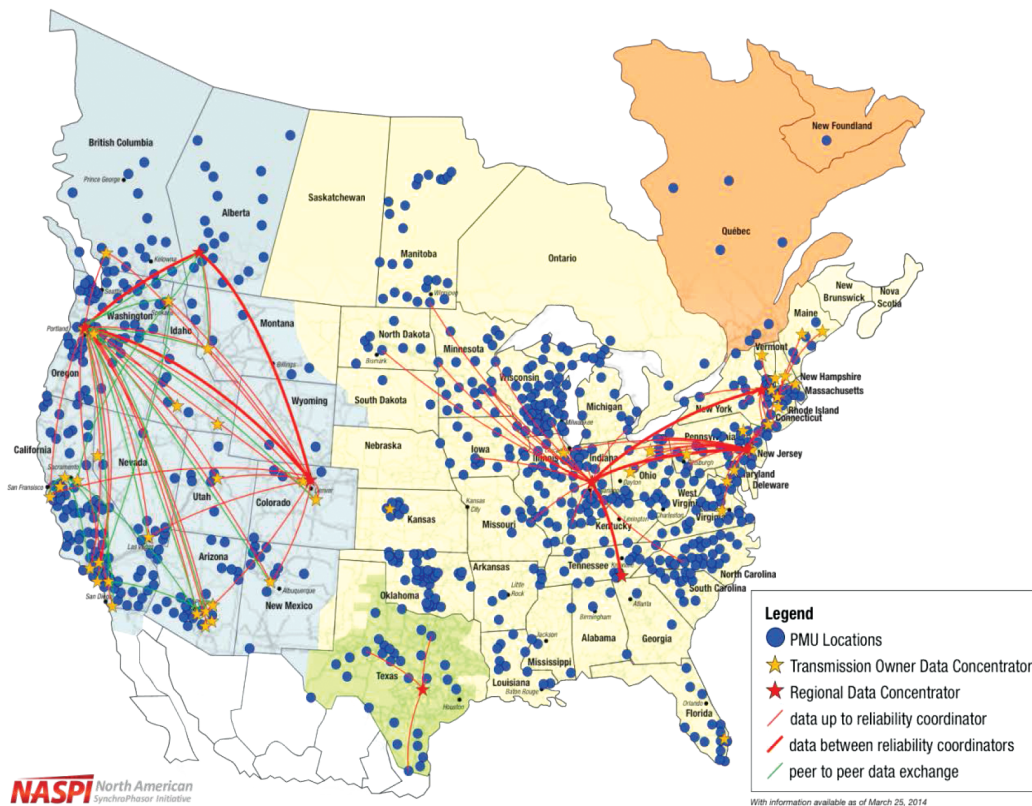 New Foundland
British Columbia
Prince George
Alberta
Saskatchewan
Manitoba
Ontario
Québec
New Brunswick
Nova Scotia
Maine
Kelowna
Winnipeg
Washington
Portland
Idaho
Montana
Billings
North Dakota
Bismark
Minnesota
Wisconsin
Vermont
New Hampshire
Massachusetts
Rhode Island
Connecticut
New York
Michigan
Milwaukee
Oregon
Wyoming
South Dakota
Nebraska
Iowa
Illinois
Indiana
Ohio
Dayton
Pennsylvania
New Jersey
Maryland
Deleware
West Virginia
Charleston
Virginia
California
Sacramento
San Fransisco
Nevada
Utah
Colorado
Denver
Kansas
Kansas City
Missouri
Kentucky
Lexington
Las Vegas
Arizona
Albuquerque
New Mexico
Oklahoma
Arkansas
Little Rock
Tennessee
North Carolina
South Carolina
Atlanta
Birmingham
San Diego
Texas
Houston
Louisiana
Baton Rouge
Jackson
Mississippi
Alabama
Georgia
Orlando
Florida
Legend
PMU Locations
Transmission Owner Data Concentrator
Regional Data Concentrator
data up to reliability coordinator
data between reliability coordinators
peer to peer data exchange
NASPI North American
SynchroPhasor Initiative
With information available as of March 25, 2014